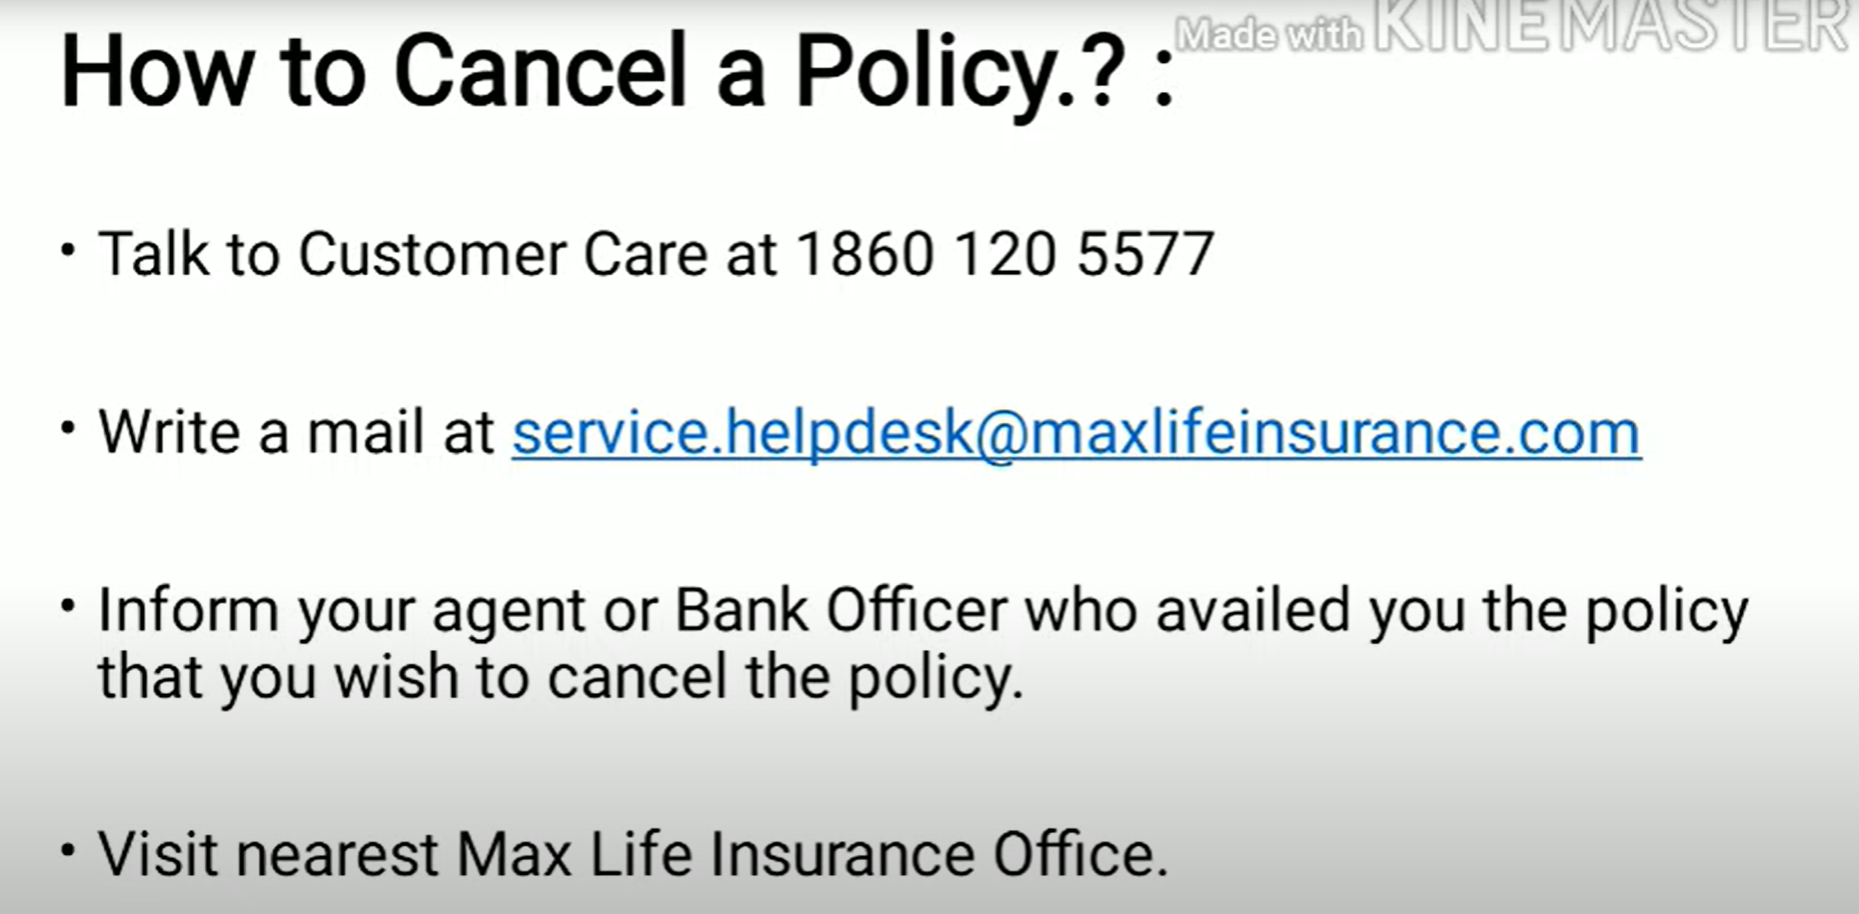 Made with KINEMASTER
How to Cancel a Policy.? :
• Talk to Customer Care at 1860 120 5577
• Write a mail at service.helpdesk@maxlifeinsurance.com
• Inform your agent or Bank Officer who availed you the policy
that you wish to cancel the policy.
• Visit nearest Max Life Insurance Office.